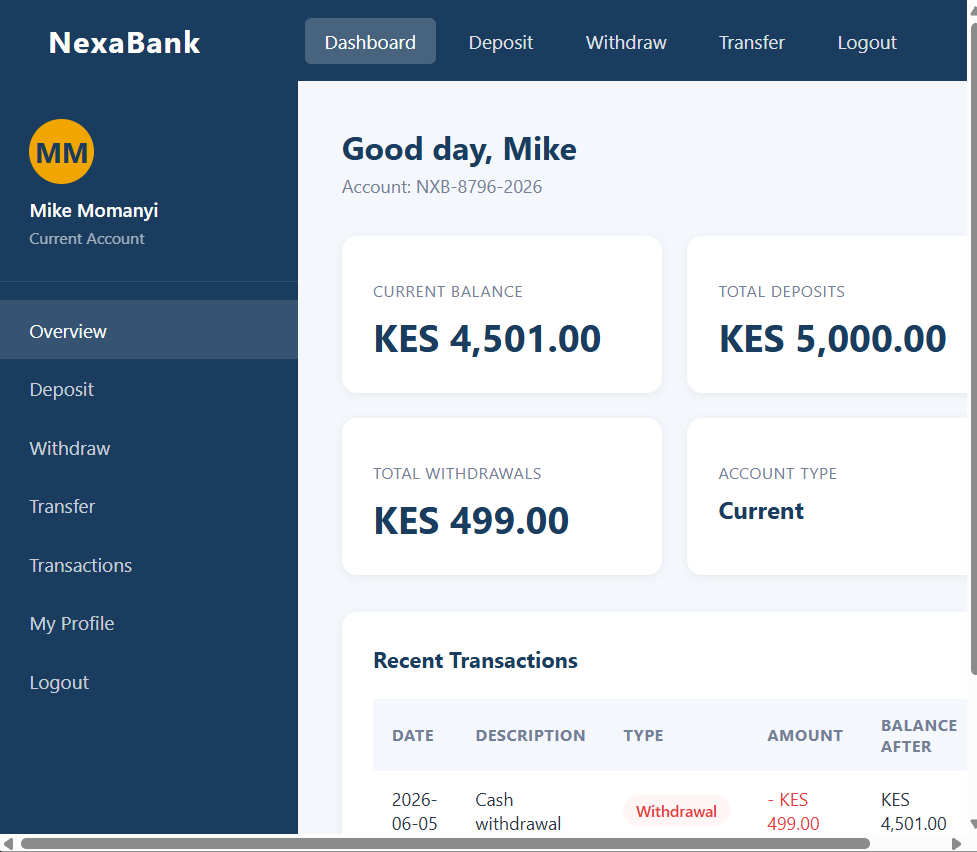 NexaBank
Dashboard Deposit Withdraw Transfer Logout
MM
Mike Momanyi
Current Account
Overview
Deposit
Withdraw
Transfer
Transactions
My Profile
Logout
Good day, Mike
Account: NXB-8796-2026
CURRENT BALANCE
KES 4,501.00
TOTAL DEPOSITS
KES 5,000.00
TOTAL WITHDRAWALS
KES 499.00
ACCOUNT TYPE
Current
Recent Transactions
DATE DESCRIPTION TYPE AMOUNT BALANCE
AFTER
2026- Cash Withdrawal - KES KES
06-05 withdrawal 499.00 4,501.00